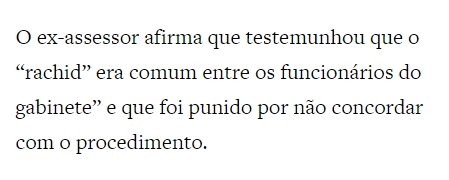 O ex-assessor afirma que testemunhou que o
“rachid” era comum entre os funcionários do
gabinete” e que foi punido por não concordar
com o procedimento.